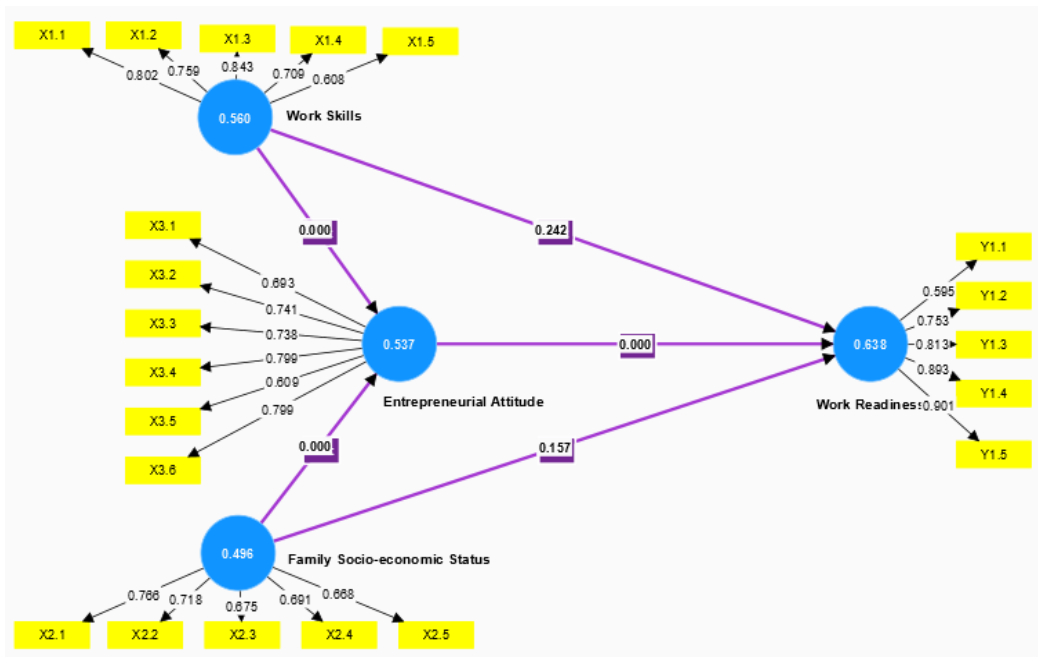 X1.1
X1.2
X1.3
X1.4
X1.5
0.802
0.759
0.843
0.709
0.608
0.560
Work Skills
X3.1
X3.2
X3.3
X3.4
X3.5
X3.6
0.693
0.741
0.738
0.799
0.609
0.799
0.000
0.242
0.537
0.000
Entrepreneurial Attitude
0.000
0.157
0.638
Work Readiness
Y1.1
Y1.2
Y1.3
Y1.4
Y1.5
0.595
0.753
0.813
0.893
0.901
0.496
Family Socio-economic Status
0.766
0.718
0.675
0.691
0.668
X2.1
X2.2
X2.3
X2.4
X2.5